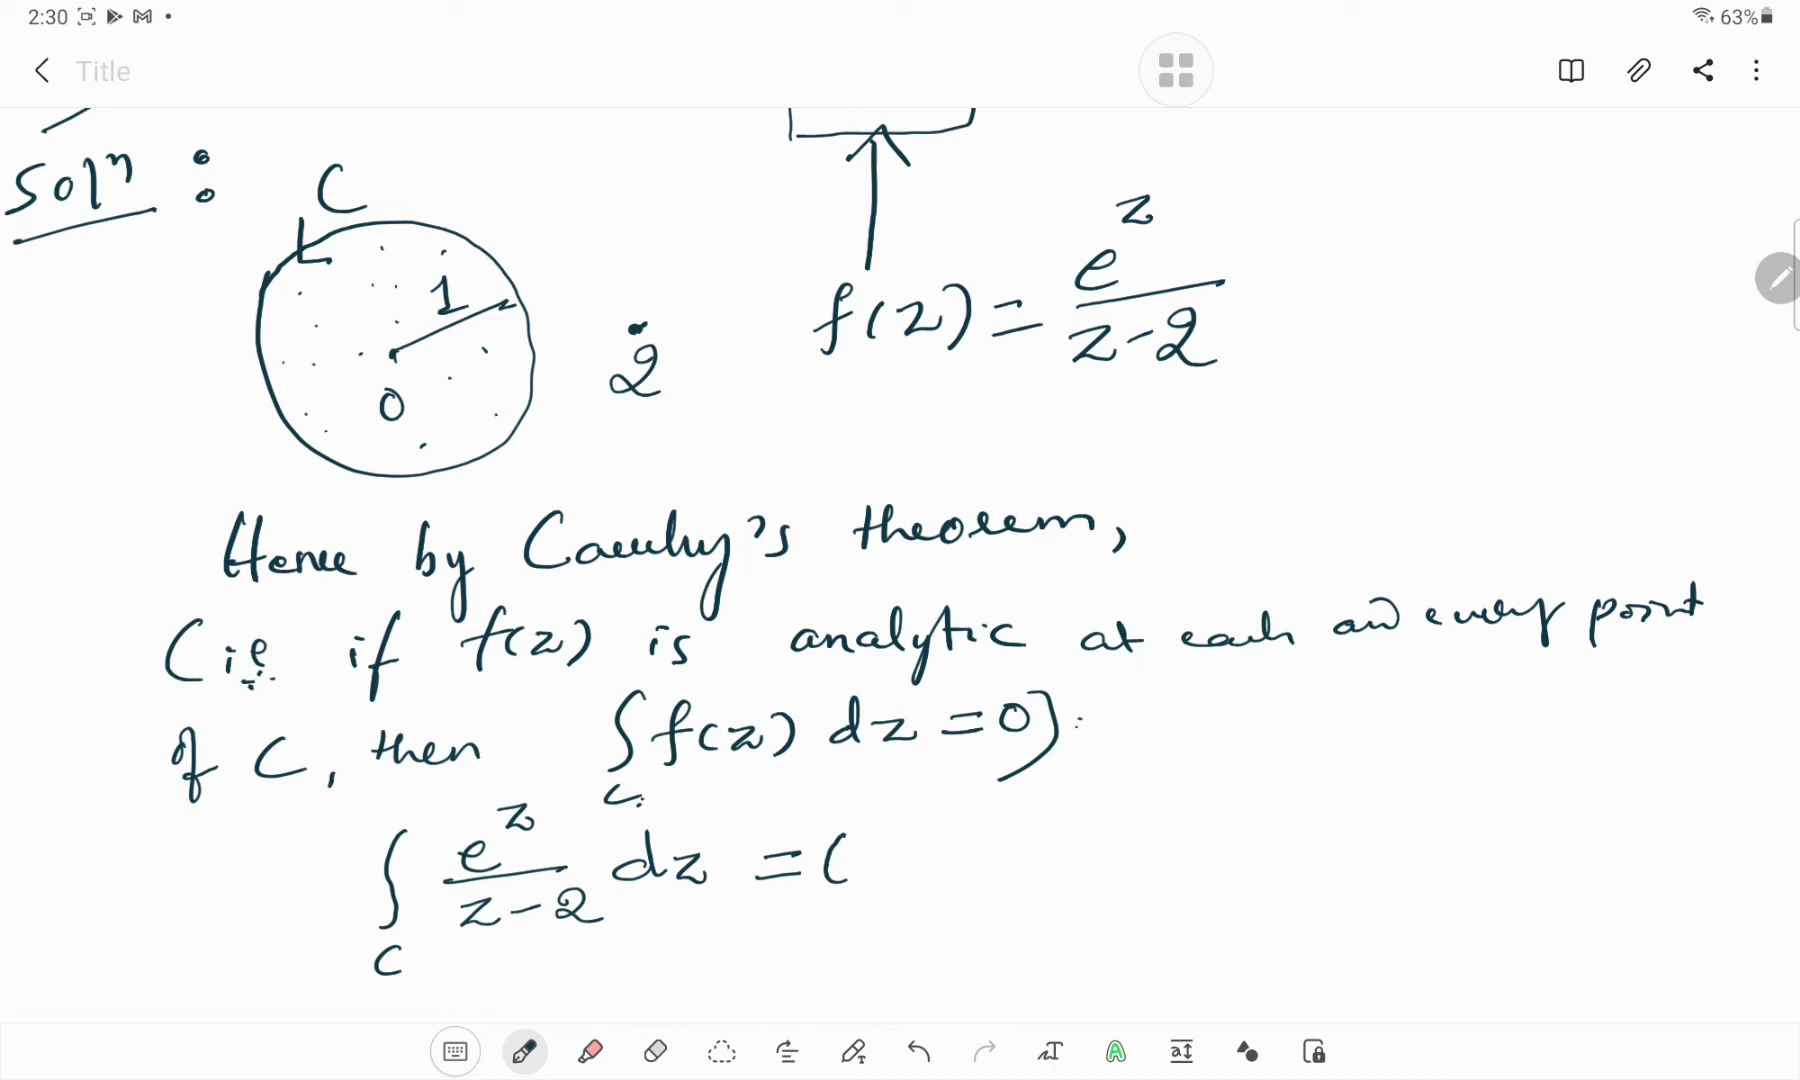 2:30 63%
Title
Solⁿ :
C
1
0
2
f(z) = e^z/(z-2)
Hence by Cauchy's theorem,
(i.e. if f(z) is analytic at each and every point
of C, then ∫_C f(z) dz = 0)
∫_C e^z/(z-2) dz = (